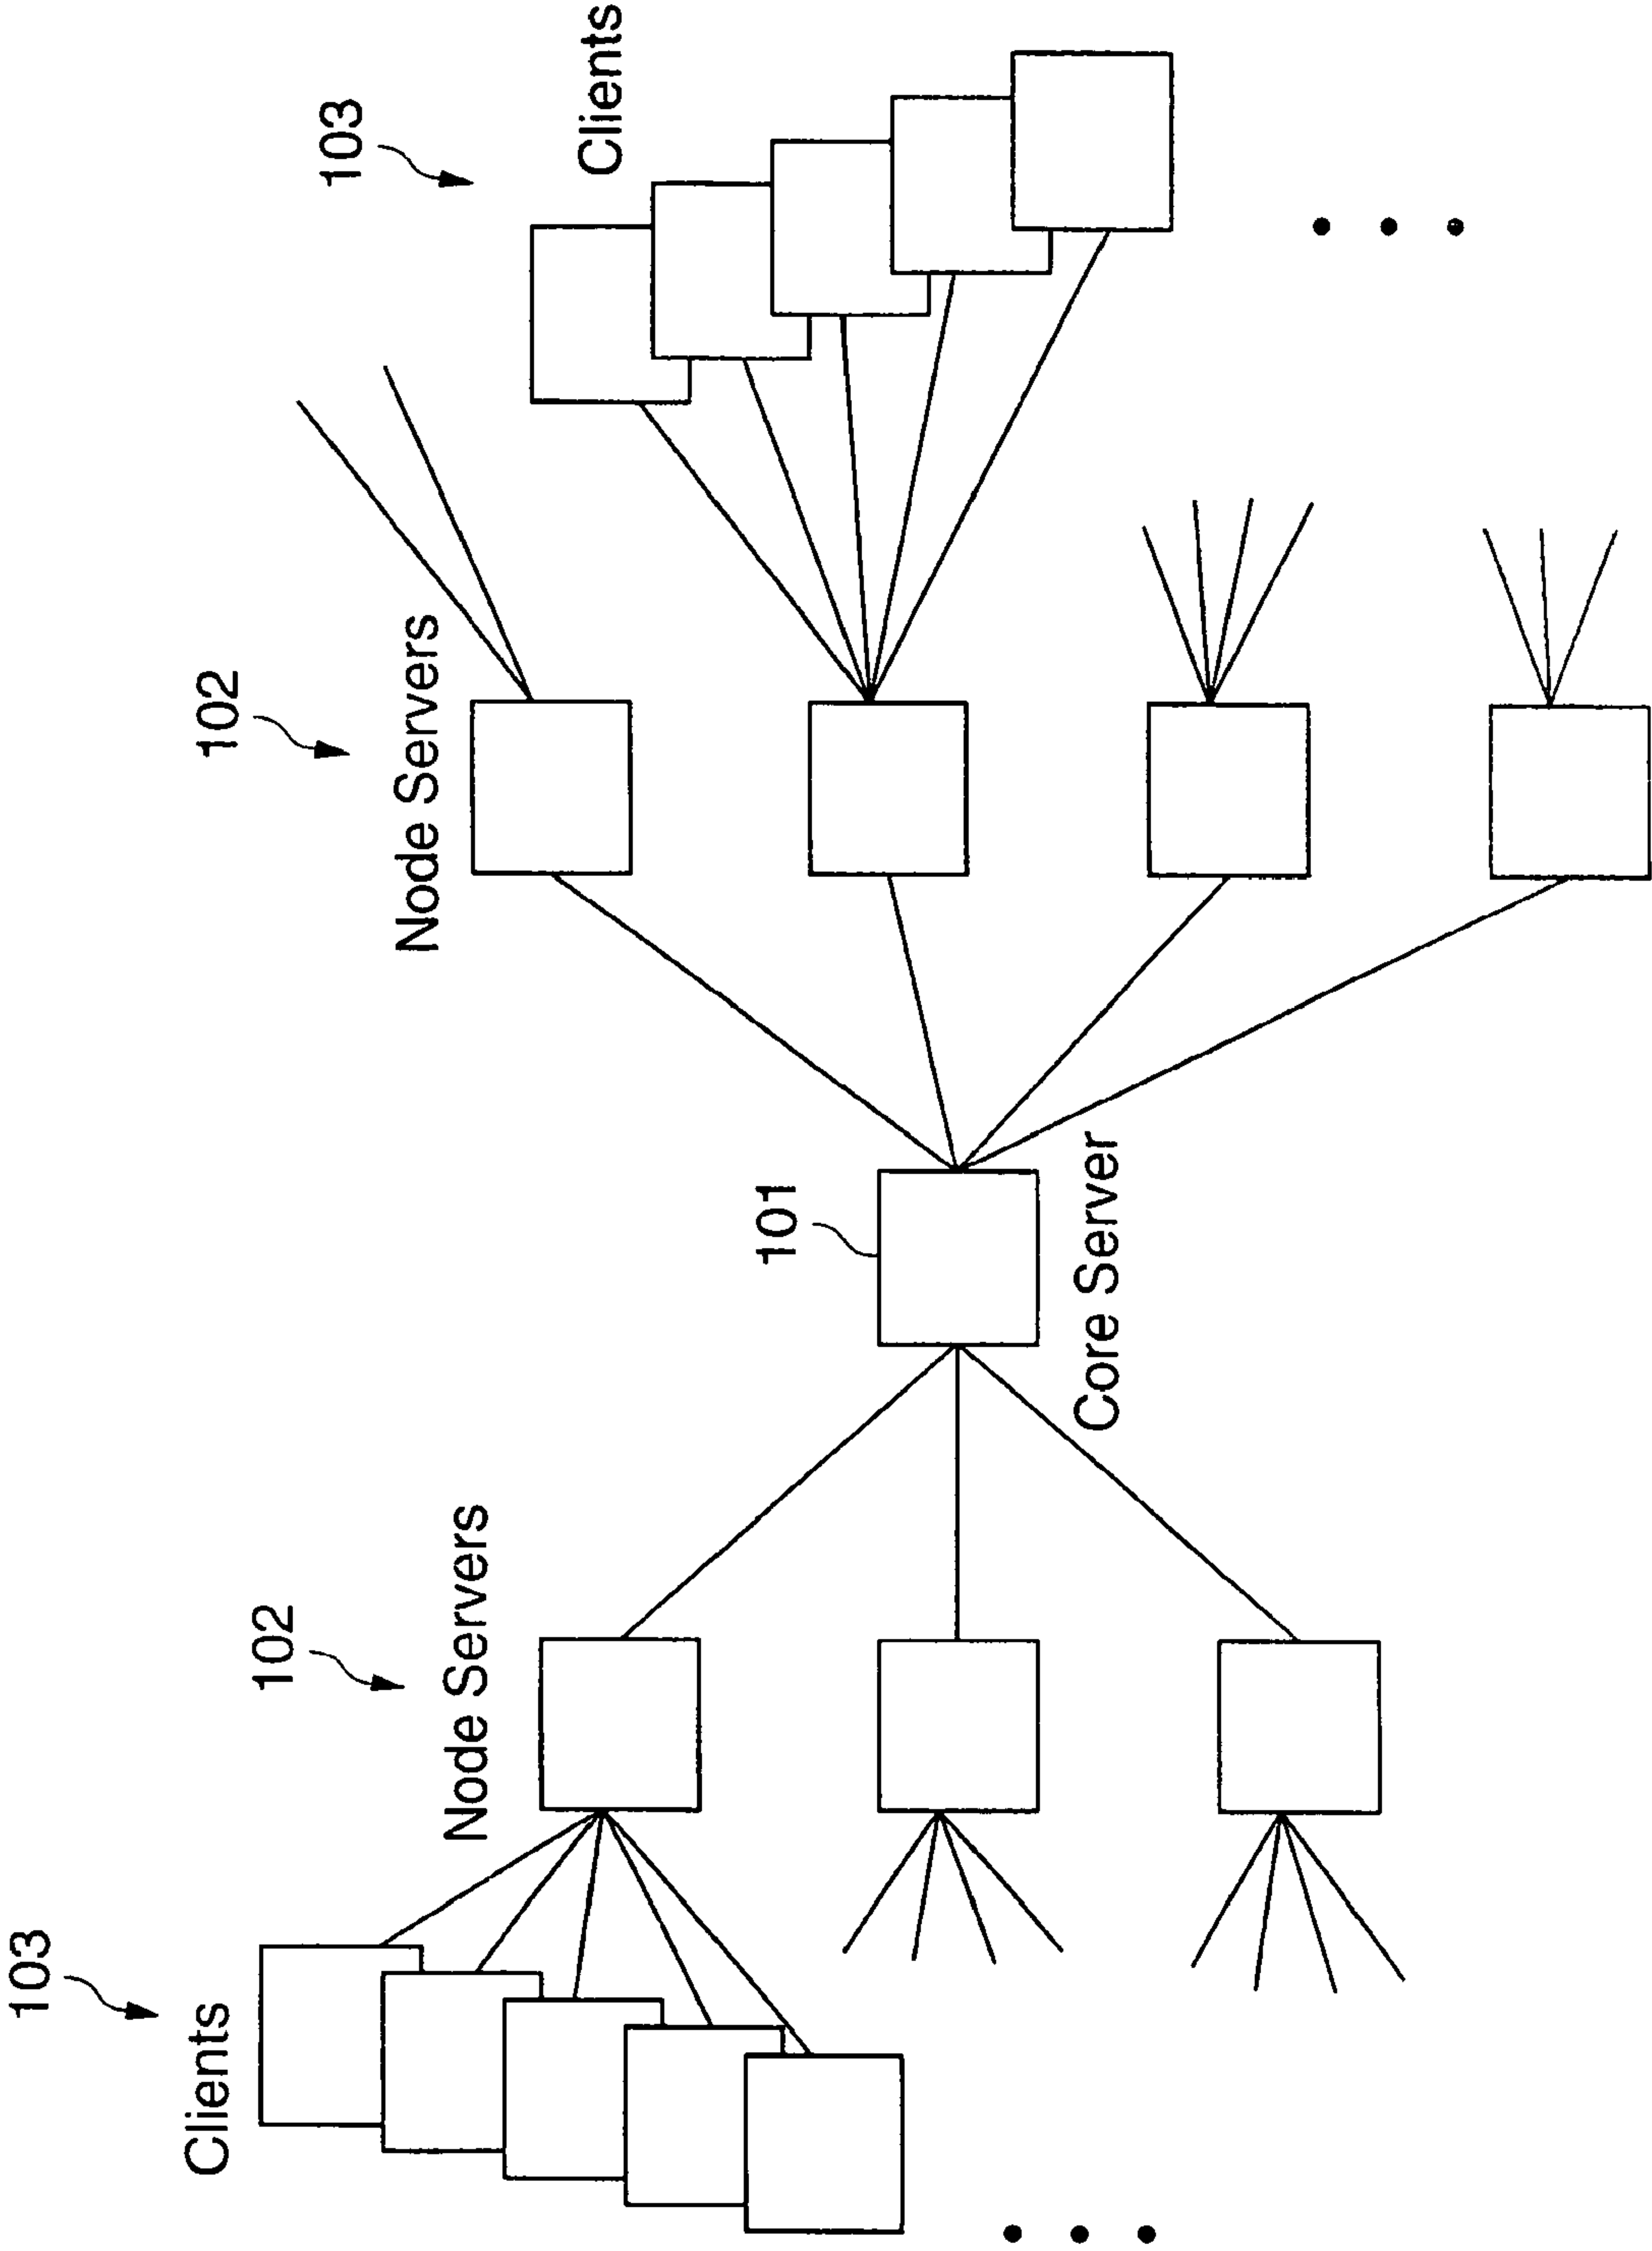 103
Clients
102
Node Servers
101
Core Server
102
Node Servers
103
Clients